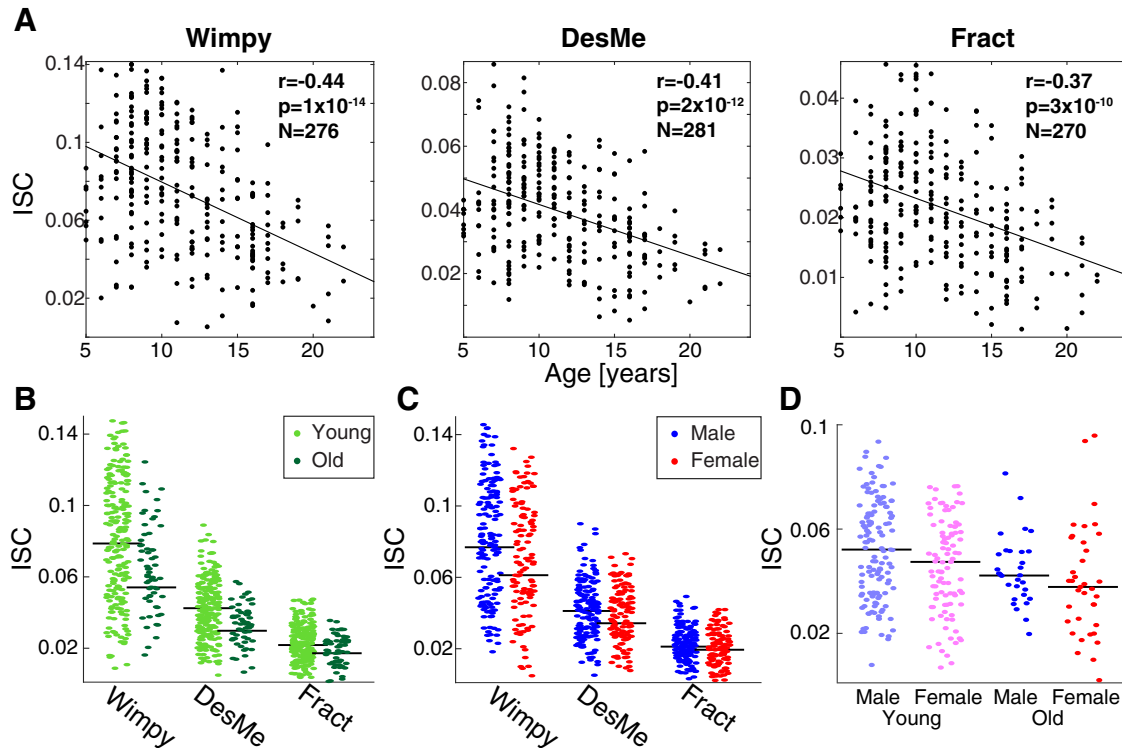 A
Wimpy
DesMe
Fract
r=-0.44
p=1x10-14
N=276
r=-0.41
p=2x10-12
N=281
r=-0.37
p=3x10-10
N=270
ISC
0.14
0.1
0.06
0.02
0.08
0.06
0.04
0.02
0.04
0.03
0.02
0.01
5 10 15 20
5 10 15 20
5 10 15 20
Age [years]
B
ISC
0.14
0.1
0.06
0.02
Young
Old
Wimpy
DesMe
Fract
C
ISC
0.14
0.1
0.06
0.02
Male
Female
Wimpy
DesMe
Fract
D
ISC
0.1
0.06
0.02
Male Female Male Female
Young Old